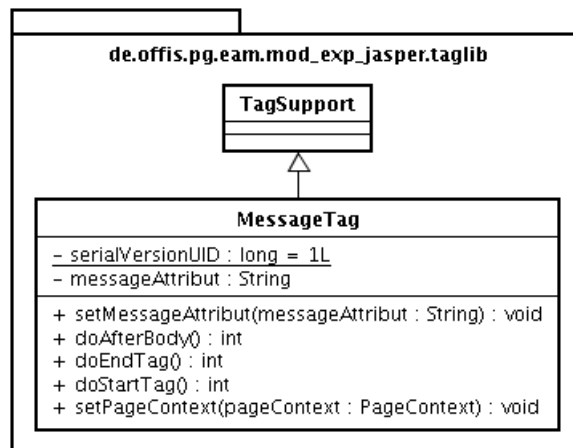 de.offis.pg.eam.mod_exp_jasper.taglib
TagSupport
MessageTag
- serialVersionUID : long = 1L
- messageAttribut : String
+ setMessageAttribut(messageAttribut : String) : void
+ doAfterBody() : int
+ doEndTag() : int
+ doStartTag() : int
+ setPageContext(pageContext : PageContext) : void